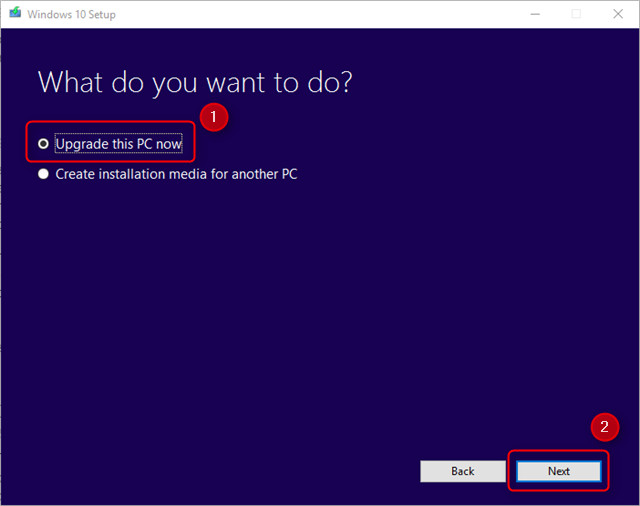 Windows 10 Setup
What do you want to do?
1
Upgrade this PC now
Create installation media for another PC
2
Back
Next